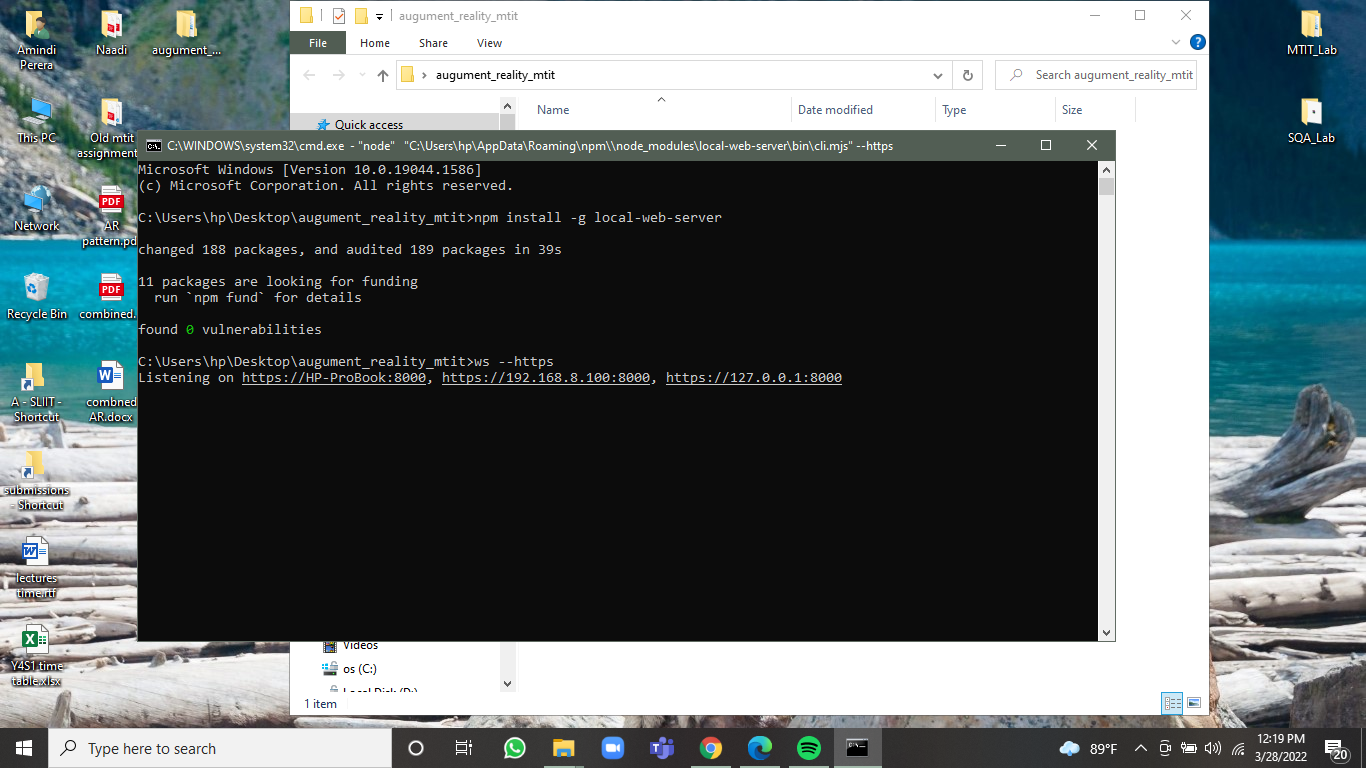 Amindi
Perera
Naadi
augument_...
This PC
Old mtit
assignment
Network
AR
pattern.pd
Recycle Bin
combined.
A - SLIIT -
Shortcut
combned
AR.docx
submissions
- Shortcut
lectures
time.rtf
Y4S1 time
table.xlsx
MTIT_Lab
SQA_Lab
augument_reality_mtit
File Home Share View
augument_reality_mtit
Search augument_reality_mtit
Name Date modified Type Size
Quick access
C:\WINDOWS\system32\cmd.exe - "node" "C:\Users\hp\AppData\Roaming\npm\\node_modules\local-web-server\bin\cli.mjs" --https
Microsoft Windows [Version 10.0.19044.1586]
(c) Microsoft Corporation. All rights reserved.
C:\Users\hp\Desktop\augument_reality_mtit>npm install -g local-web-server
changed 188 packages, and audited 189 packages in 39s
11 packages are looking for funding
run `npm fund` for details
found 0 vulnerabilities
C:\Users\hp\Desktop\augument_reality_mtit>ws --https
Listening on https://HP-ProBook:8000, https://192.168.8.100:8000, https://127.0.0.1:8000
Videos
os (C:)
Local Disk (D:)
1 item
Type here to search
89°F
12:19 PM
3/28/2022
20